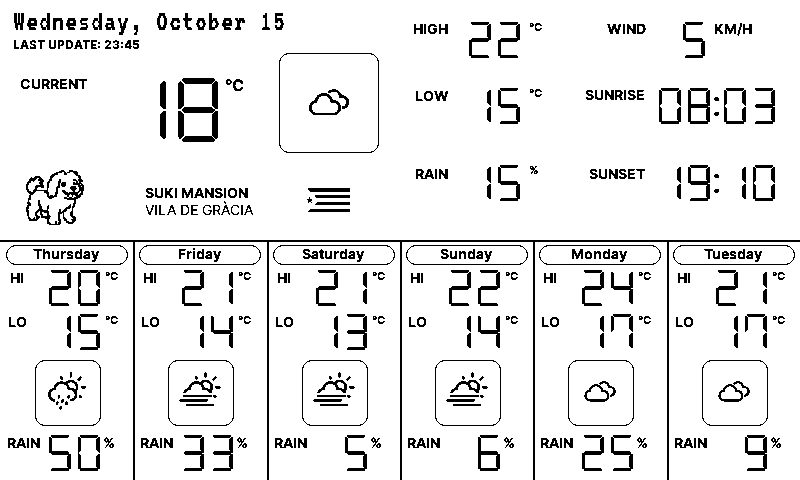 Wednesday, October 15
LAST UPDATE: 23:45
CURRENT 18 °C
SUKI MANSION
VILA DE GRÀCIA
HIGH 22 °C
LOW 15 °C
RAIN 15 %
WIND 5 KM/H
SUNRISE 08:03
SUNSET 19:10
Thursday
HI 20 °C
LO 15 °C
RAIN 50 %
Friday
HI 21 °C
LO 14 °C
RAIN 33 %
Saturday
HI 21 °C
LO 13 °C
RAIN 5 %
Sunday
HI 22 °C
LO 14 °C
RAIN 6 %
Monday
HI 24 °C
LO 17 °C
RAIN 25 %
Tuesday
HI 21 °C
LO 17 °C
RAIN 9 %